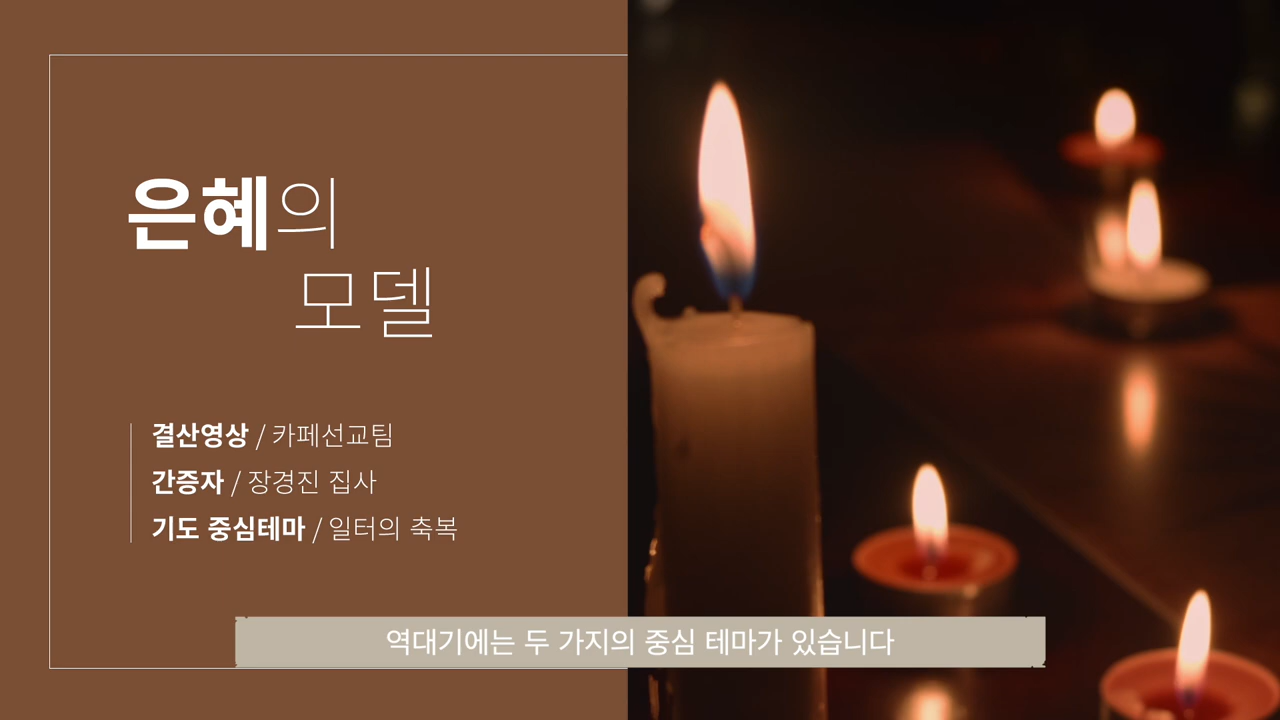 은혜의
모델
결산영상 / 카페선교팀
간증자 / 장경진 집사
기도 중심테마 / 일터의 축복
역대기에는 두 가지의 중심 테마가 있습니다